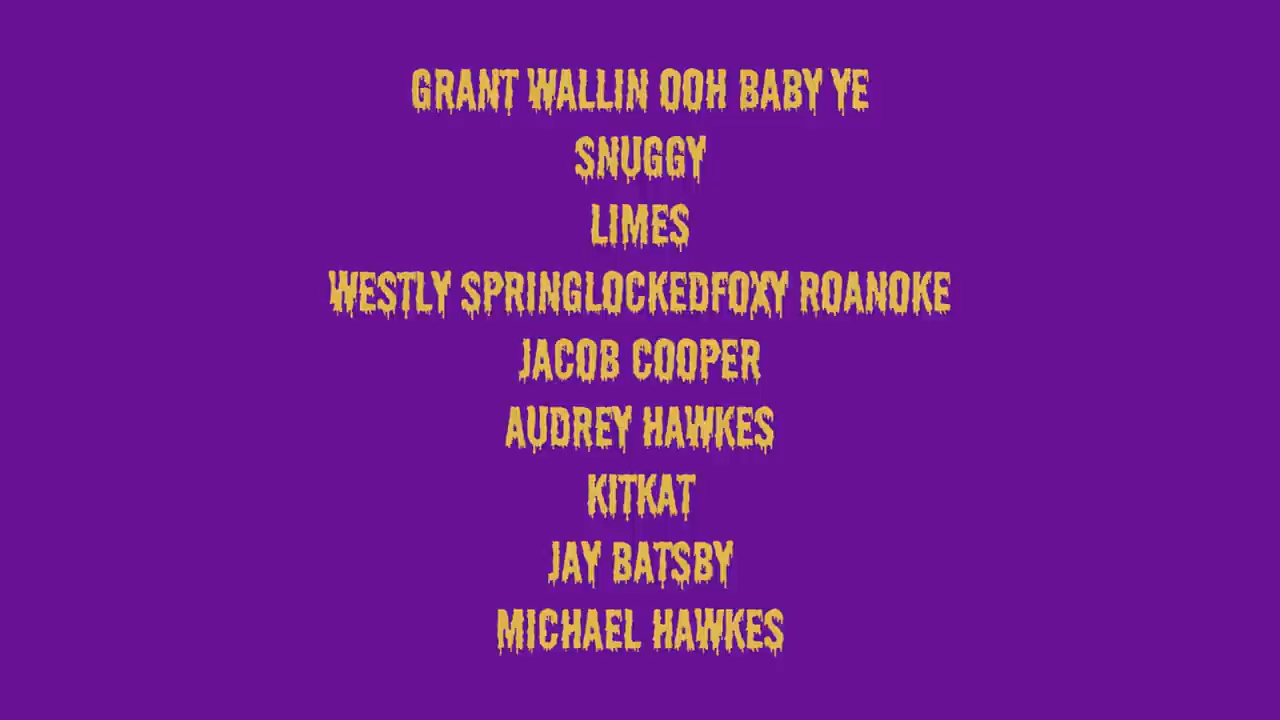 GRANT WALLIN OOH BABY YE
SNUGGY
LIMES
WESTLY SPRINGLOCKEDFOXY ROANOKE
JACOB COOPER
AUDREY HAWKES
KITKAT
JAY BATSBY
MICHAEL HAWKES